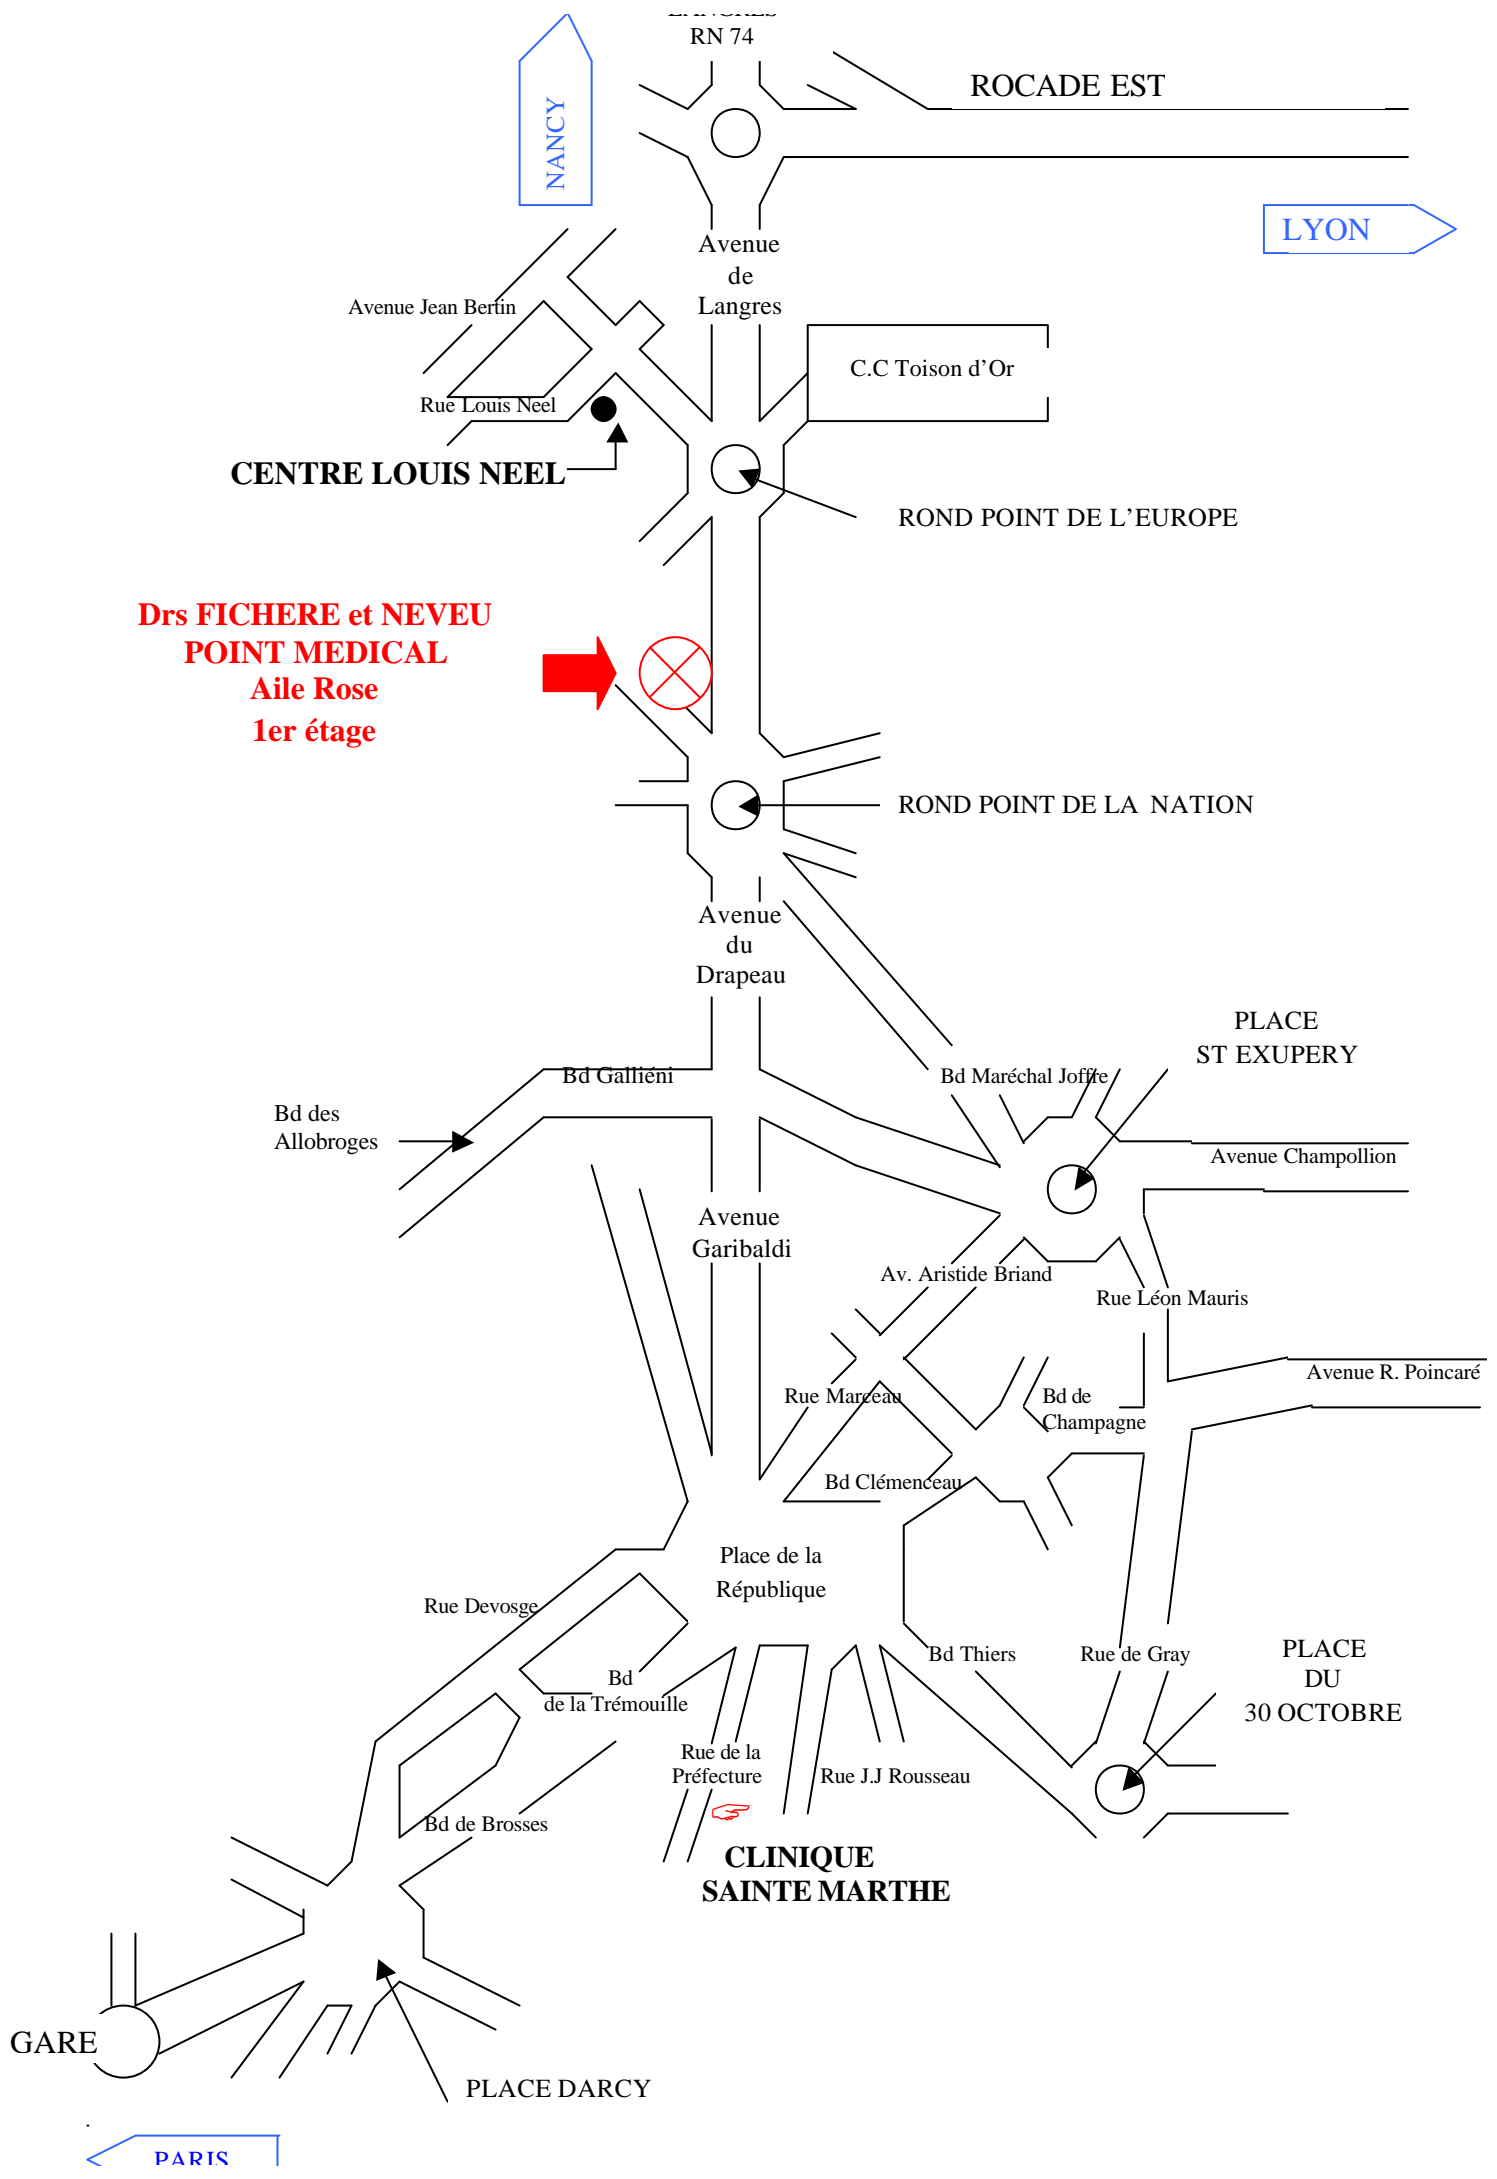 RN 74
ROCADE EST
NANCY
LYON
Avenue
de
Langres
Avenue Jean Bertin
C.C Toison d’Or
Rue Louis Neel
CENTRE LOUIS NEEL
ROND POINT DE L’EUROPE
Drs FICHERE et NEVEU
POINT MEDICAL
Aile Rose
1er étage
ROND POINT DE LA NATION
Avenue
du
Drapeau
PLACE
ST EXUPERY
Bd Galliéni
Bd Maréchal Joffre
Bd des
Allobroges
Avenue Champollion
Avenue
Garibaldi
Av. Aristide Briand
Rue Léon Mauris
Avenue R. Poincaré
Rue Marceau
Bd de
Champagne
Bd Clémenceau
Place de la
République
Rue Devosge
Bd Thiers
Rue de Gray
PLACE
DU
30 OCTOBRE
Bd
de la Trémouille
Rue de la
Préfecture
Rue J.J Rousseau
Bd de Brosses
CLINIQUE
SAINTE MARTHE
GARE
PLACE DARCY
PARIS